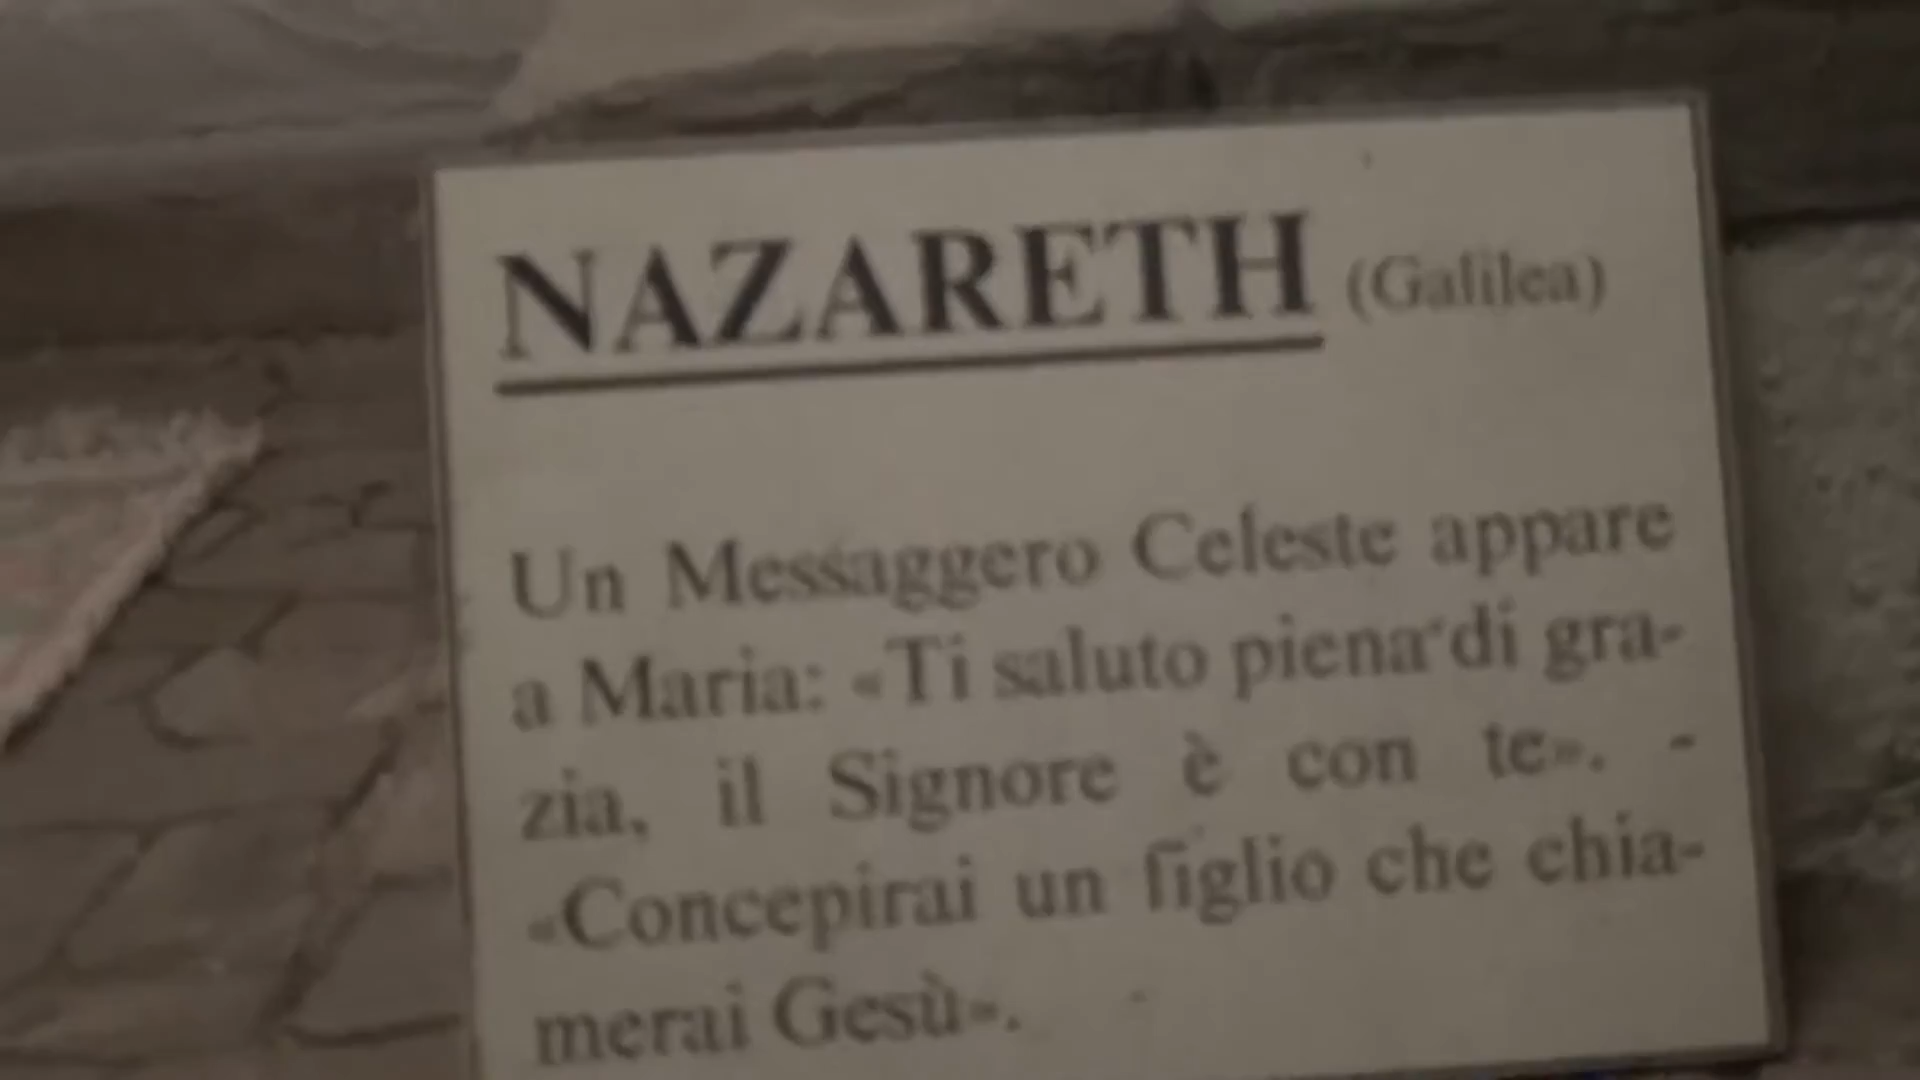 NAZARETH (Galilea)
Un Messaggero Celeste appare
a Maria: «Ti saluto piena di gra-
zia, il Signore è con te». -
«Concepirai un figlio che chia-
merai Gesù».